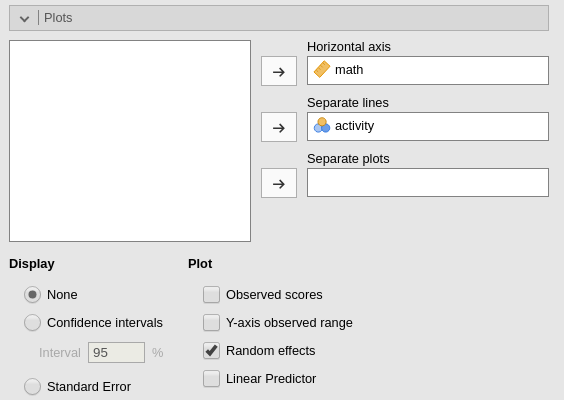 Plots
Horizontal axis
math
Separate lines
activity
Separate plots
Display
Plot
None
Observed scores
Confidence intervals
Y-axis observed range
Interval 95 %
Random effects
Standard Error
Linear Predictor